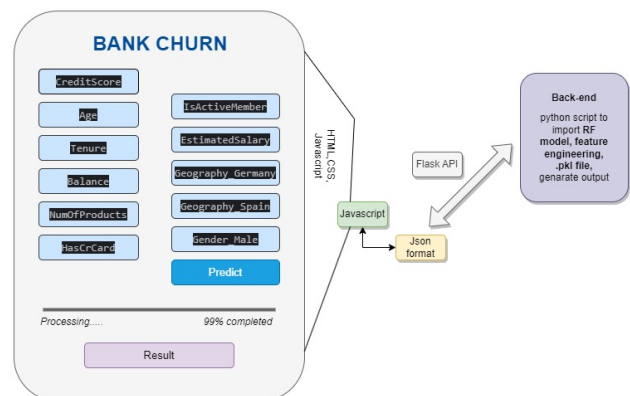 BANK CHURN
CreditScore
Age
Tenure
Balance
NumOfProducts
HasCrCard
IsActiveMember
EstimatedSalary
Geography_Germany
Geography_Spain
Gender_Male
Predict
Processing.....
99% completed
Result
HTML,CSS,
Javascript
Javascript
Json
format
Flask API
Back-end
python script to
import RF
model, feature
engineering,
.pkl file,
genarate output